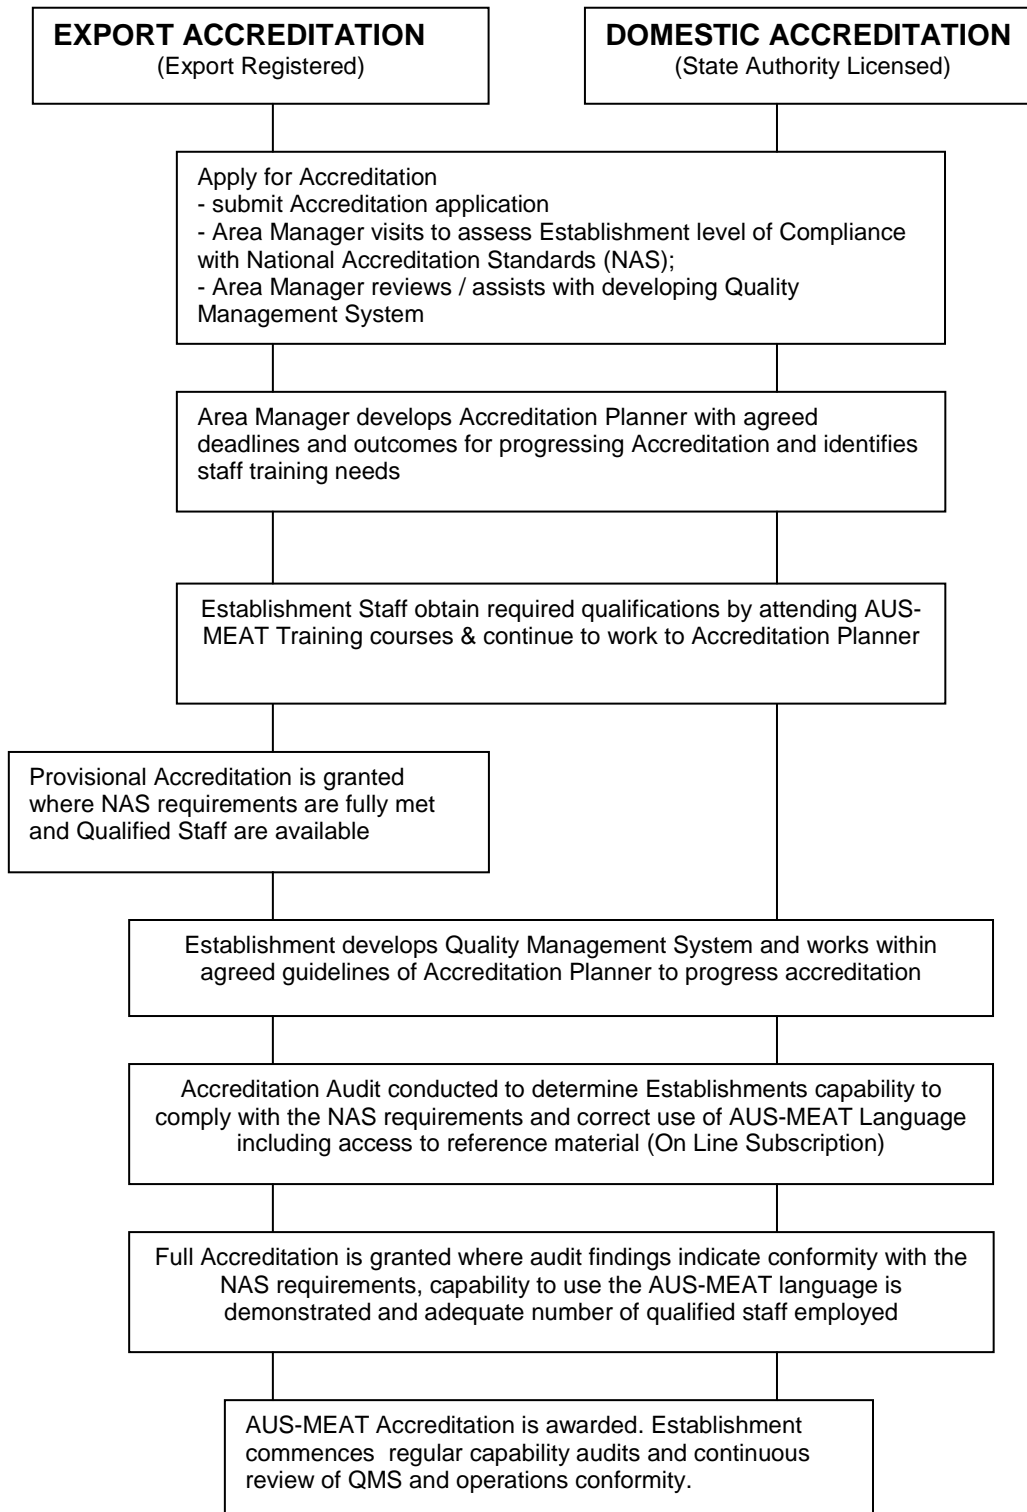 EXPORT ACCREDITATION
(Export Registered)
DOMESTIC ACCREDITATION
(State Authority Licensed)
Apply for Accreditation
- submit Accreditation application
- Area Manager visits to assess Establishment level of Compliance
with National Accreditation Standards (NAS);
- Area Manager reviews / assists with developing Quality
Management System
Area Manager develops Accreditation Planner with agreed
deadlines and outcomes for progressing Accreditation and identifies
staff training needs
Establishment Staff obtain required qualifications by attending AUS-
MEAT Training courses & continue to work to Accreditation Planner
Provisional Accreditation is granted
where NAS requirements are fully met
and Qualified Staff are available
Establishment develops Quality Management System and works within
agreed guidelines of Accreditation Planner to progress accreditation
Accreditation Audit conducted to determine Establishments capability to
comply with the NAS requirements and correct use of AUS-MEAT Language
including access to reference material (On Line Subscription)
Full Accreditation is granted where audit findings indicate conformity with the
NAS requirements, capability to use the AUS-MEAT language is
demonstrated and adequate number of qualified staff employed
AUS-MEAT Accreditation is awarded. Establishment
commences  regular capability audits and continuous
review of QMS and operations conformity.